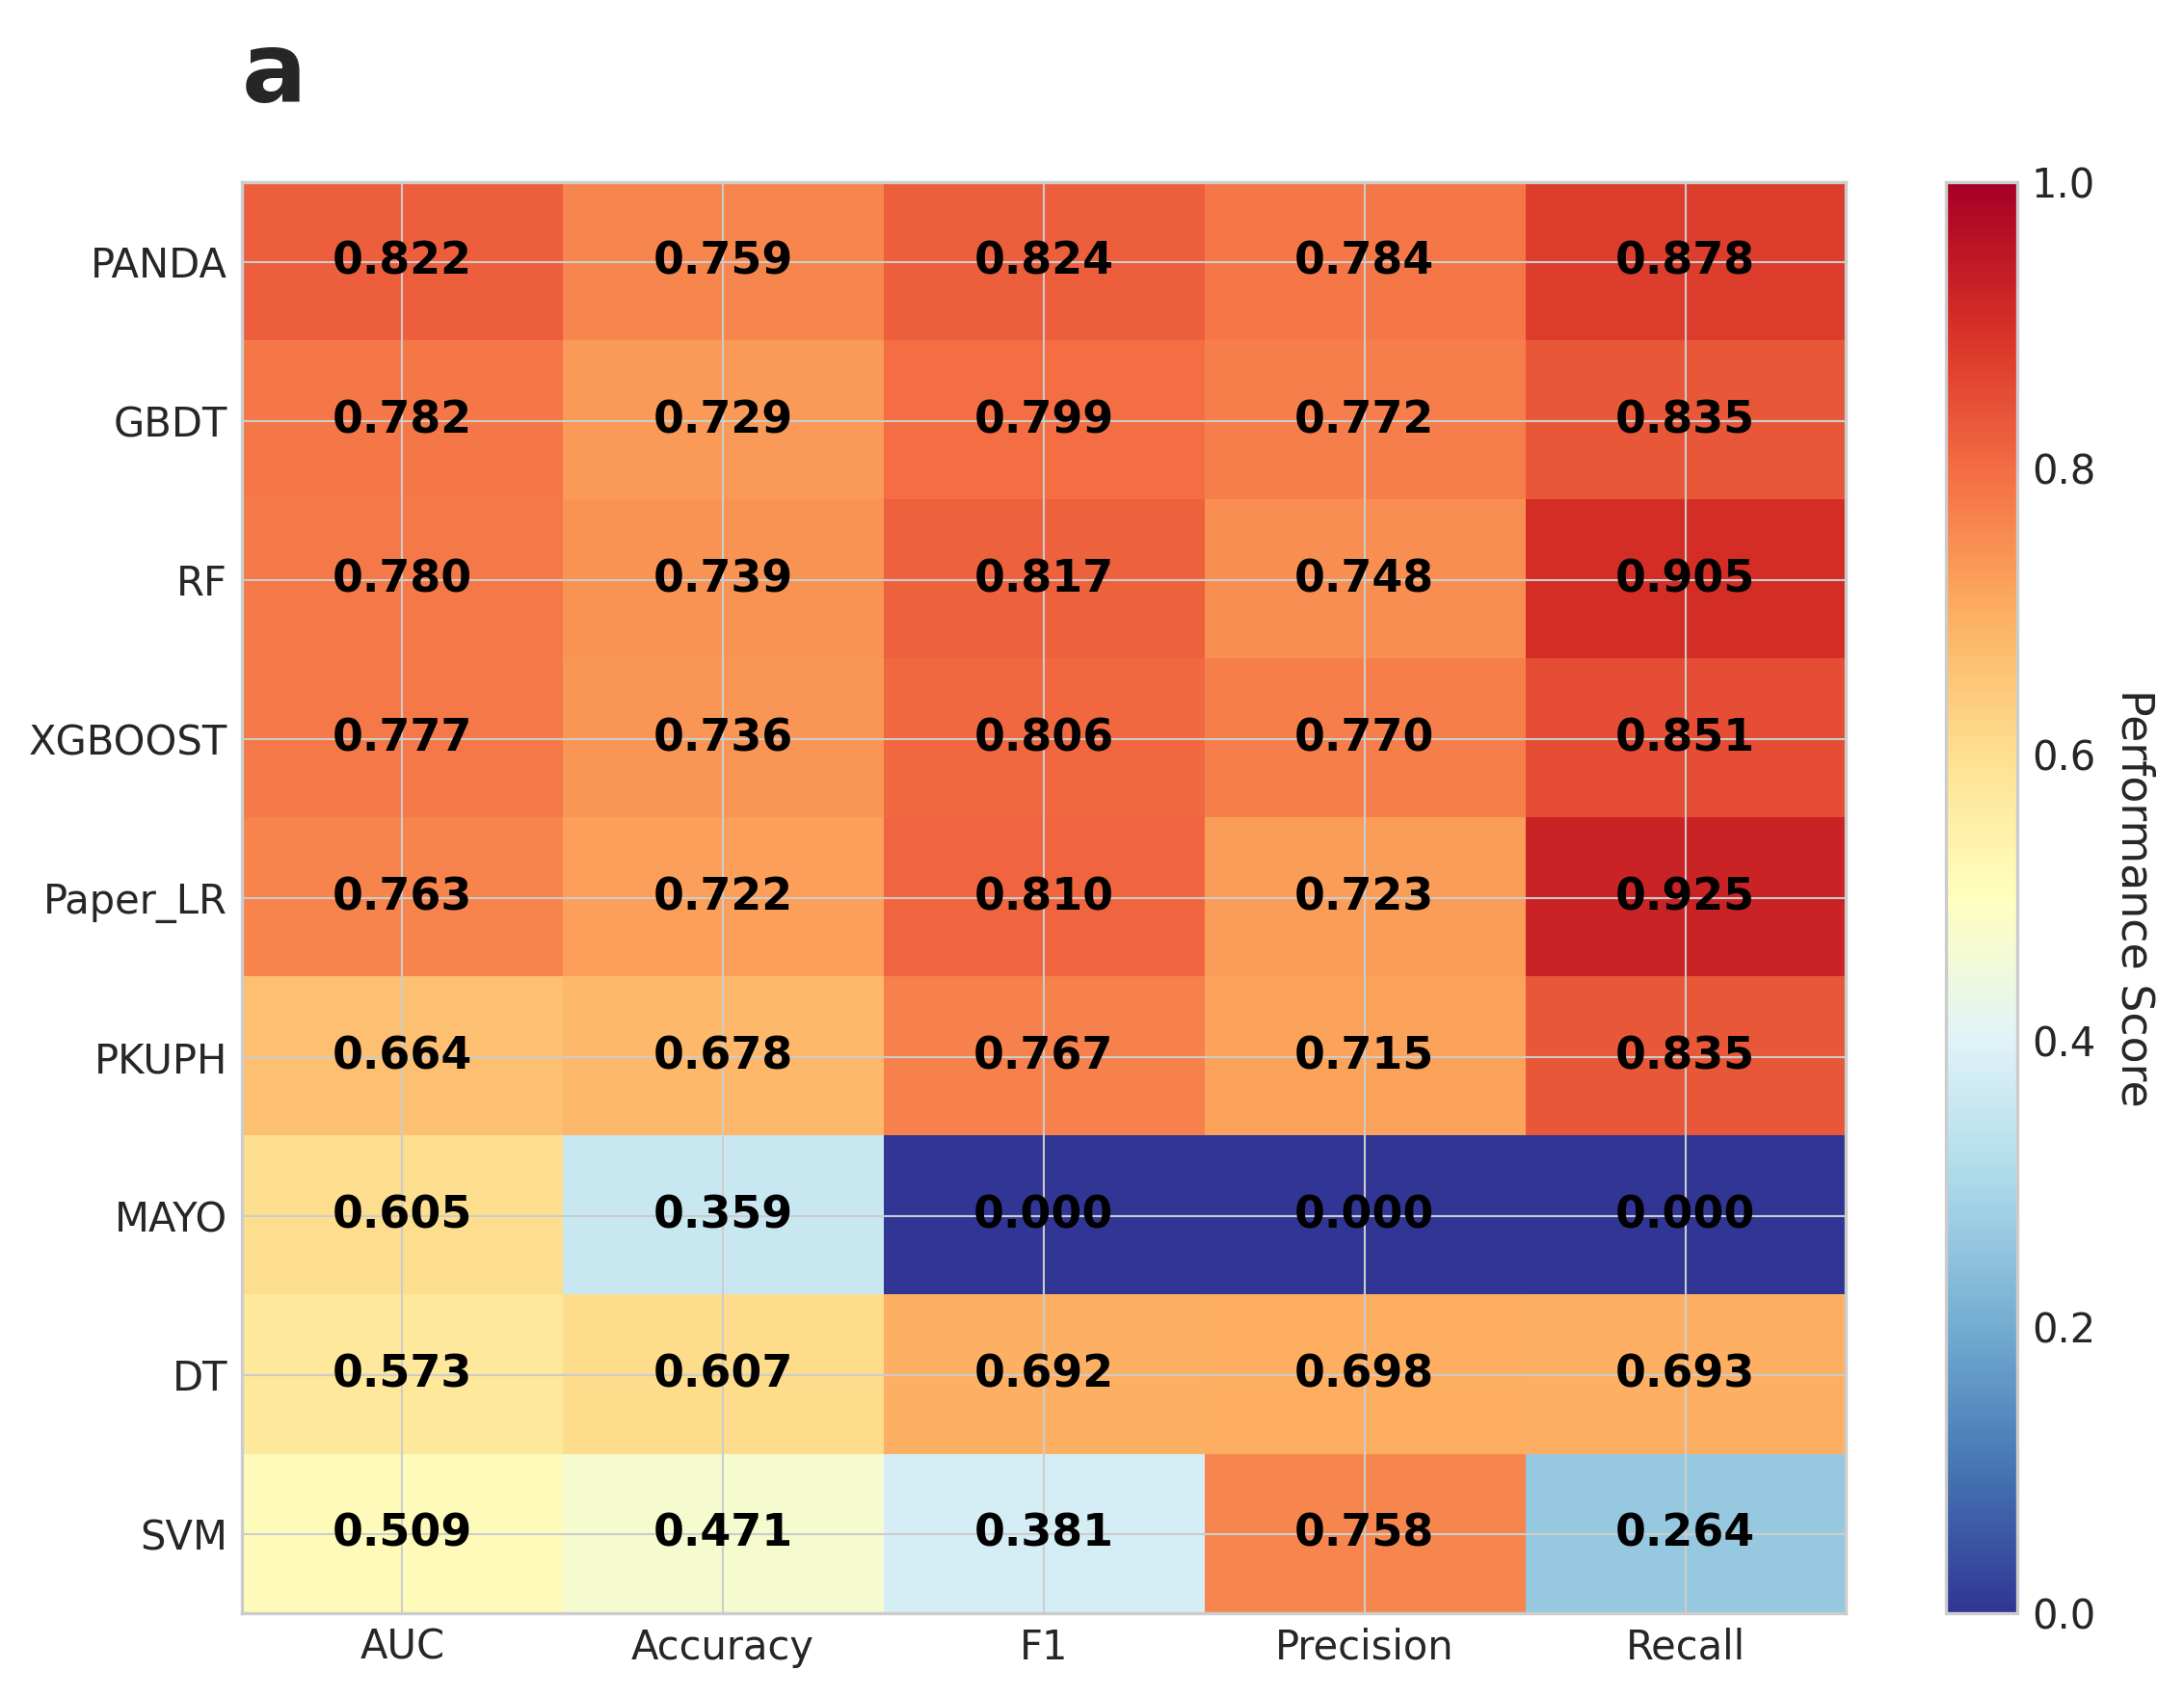 a
PANDA 0.822 0.759 0.824 0.784 0.878
GBDT 0.782 0.729 0.799 0.772 0.835
RF 0.780 0.739 0.817 0.748 0.905
XGBOOST 0.777 0.736 0.806 0.770 0.851
Paper_LR 0.763 0.722 0.810 0.723 0.925
PKUPH 0.664 0.678 0.767 0.715 0.835
MAYO 0.605 0.359 0.000 0.000 0.000
DT 0.573 0.607 0.692 0.698 0.693
SVM 0.509 0.471 0.381 0.758 0.264
AUC Accuracy F1 Precision Recall
1.0
0.8
0.6
0.4
0.2
0.0
Performance Score